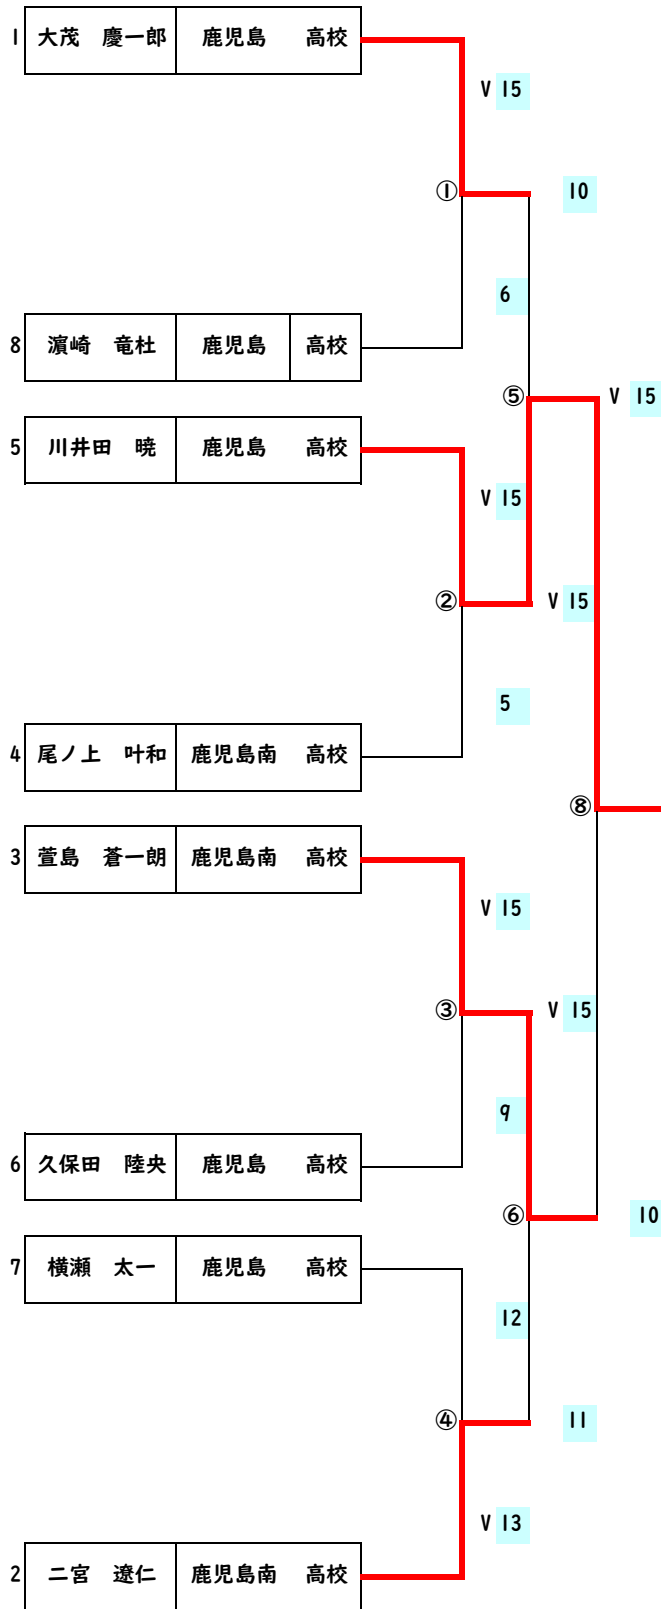 1 大茂 慶一郎 鹿児島 高校
V 15
① 10
6
8 濵崎 竜杜 鹿児島 高校
⑤ V 15
5 川井田 暁 鹿児島 高校
V 15
② V 15
5
4 尾ノ上 叶和 鹿児島南 高校
⑧
3 萱島 蒼一朗 鹿児島南 高校
V 15
③ V 15
9
6 久保田 陸央 鹿児島 高校
⑥ 10
7 横瀬 太一 鹿児島 高校
12
④ 11
V 13
2 二宮 遼仁 鹿児島南 高校